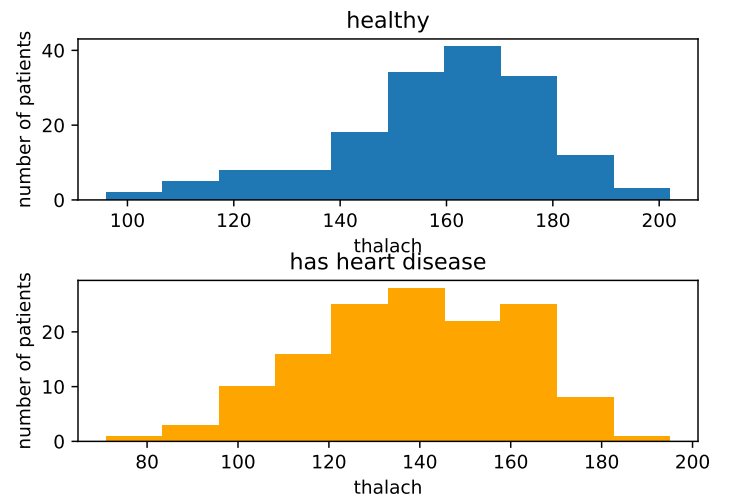 healthy
number of patients
40
20
0
100 120 140 160 180 200
thalach
has heart disease
number of patients
20
10
0
80 100 120 140 160 180 200
thalach